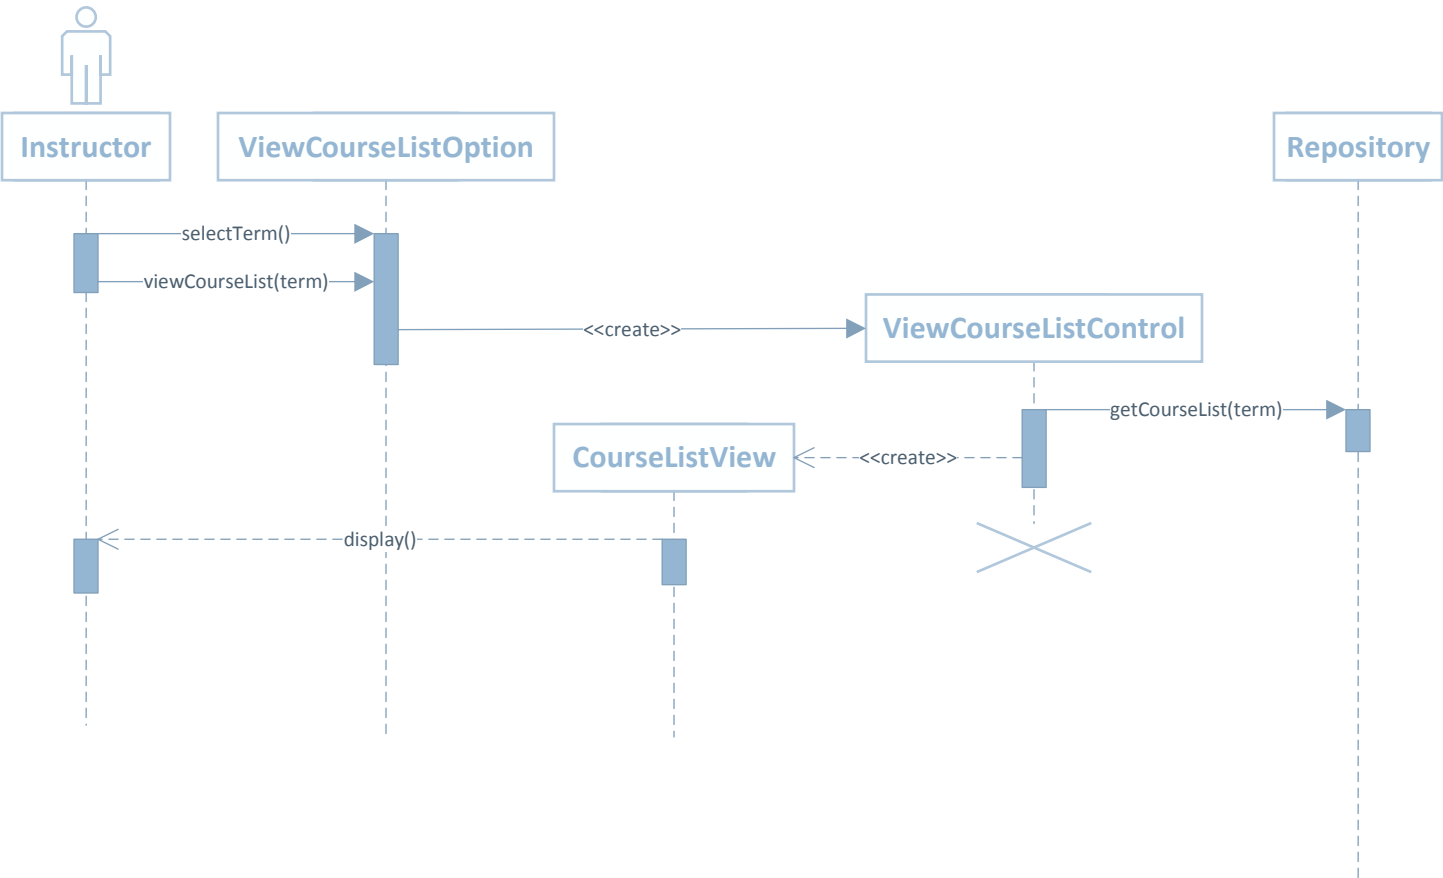 Instructor
ViewCourseListOption
Repository
selectTerm()
viewCourseList(term)
<<create>>
ViewCourseListControl
getCourseList(term)
CourseListView
<<create>>
display()